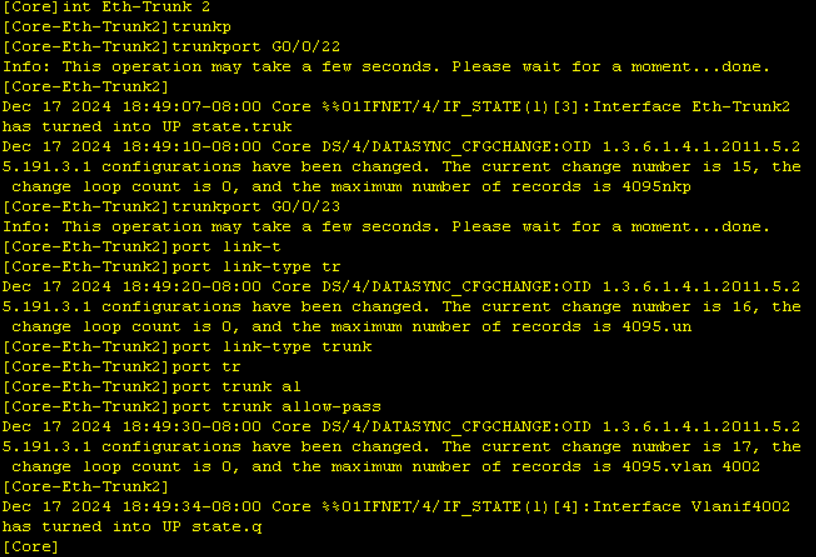 [Core]int Eth-Trunk 2
[Core-Eth-Trunk2]trunkp
[Core-Eth-Trunk2]trunkport G0/0/22
Info: This operation may take a few seconds. Please wait for a moment...done.
[Core-Eth-Trunk2]
Dec 17 2024 18:49:07-08:00 Core %%01IFNET/4/IF_STATE(l)[3]:Interface Eth-Trunk2
has turned into UP state.truk
Dec 17 2024 18:49:10-08:00 Core DS/4/DATASYNC_CFGCHANGE:OID 1.3.6.1.4.1.2011.5.2
5.191.3.1 configurations have been changed. The current change number is 15, the
 change loop count is 0, and the maximum number of records is 4095nkp
[Core-Eth-Trunk2]trunkport G0/0/23
Info: This operation may take a few seconds. Please wait for a moment...done.
[Core-Eth-Trunk2]port link-t
[Core-Eth-Trunk2]port link-type tr
Dec 17 2024 18:49:20-08:00 Core DS/4/DATASYNC_CFGCHANGE:OID 1.3.6.1.4.1.2011.5.2
5.191.3.1 configurations have been changed. The current change number is 16, the
 change loop count is 0, and the maximum number of records is 4095.un
[Core-Eth-Trunk2]port link-type trunk
[Core-Eth-Trunk2]port tr
[Core-Eth-Trunk2]port trunk al
[Core-Eth-Trunk2]port trunk allow-pass
Dec 17 2024 18:49:30-08:00 Core DS/4/DATASYNC_CFGCHANGE:OID 1.3.6.1.4.1.2011.5.2
5.191.3.1 configurations have been changed. The current change number is 17, the
 change loop count is 0, and the maximum number of records is 4095.vlan 4002
[Core-Eth-Trunk2]
Dec 17 2024 18:49:34-08:00 Core %%01IFNET/4/IF_STATE(l)[4]:Interface Vlanif4002
has turned into UP state.q
[Core]